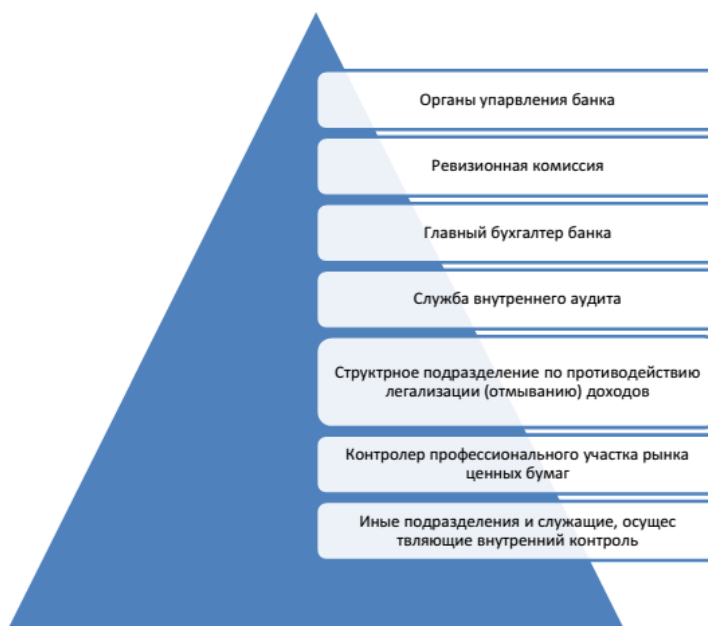 Органы упарвления банка
Ревизионная комиссия
Главный бухгалтер банка
Служба внутреннего аудита
Структрное подразделение по противодействию
легализации (отмыванию) доходов
Контролер профессионального участка рынка
ценных бумаг
Иные подразделения и служащие, осущес
твляющие внутренний контроль